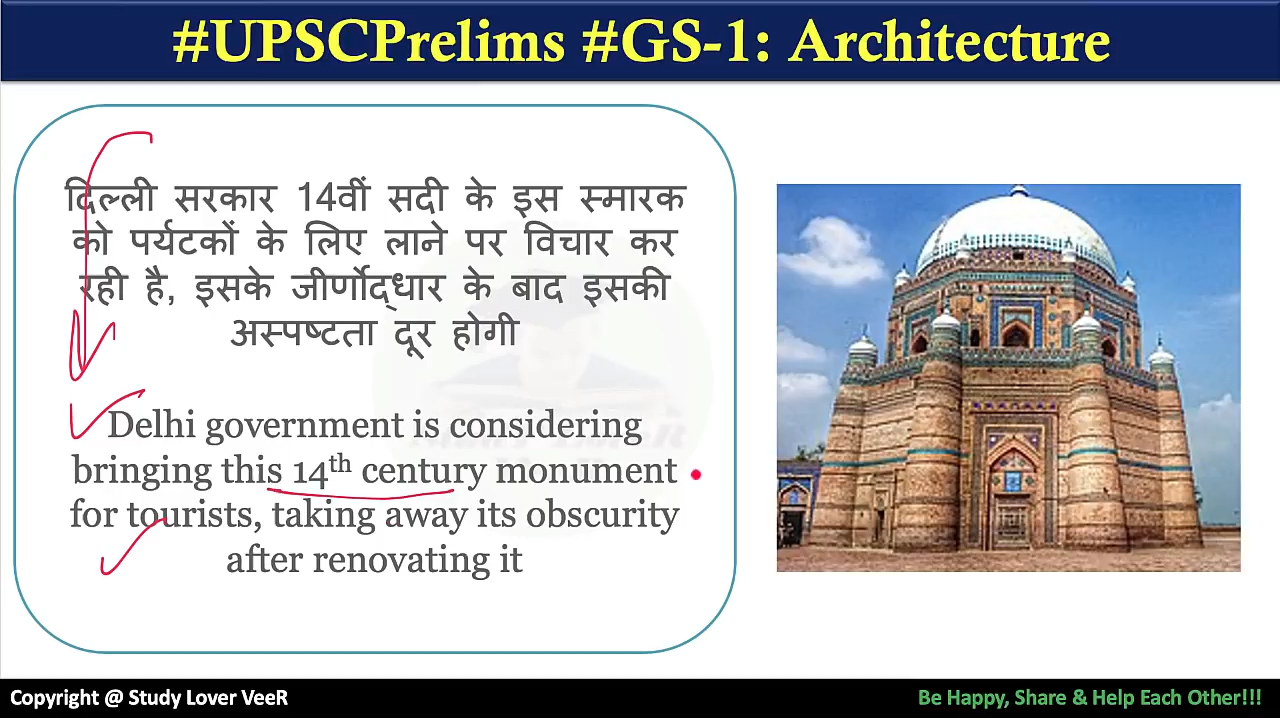 #UPSCPrelims #GS-1: Architecture
दिल्ली सरकार 14वीं सदी के इस स्मारक
को पर्यटकों के लिए लाने पर विचार कर
रही है, इसके जीर्णोद्धार के बाद इसकी
अस्पष्टता दूर होगी
Delhi government is considering
bringing this 14th century monument
for tourists, taking away its obscurity
after renovating it
Copyright @ Study Lover VeeR
Be Happy, Share & Help Each Other!!!